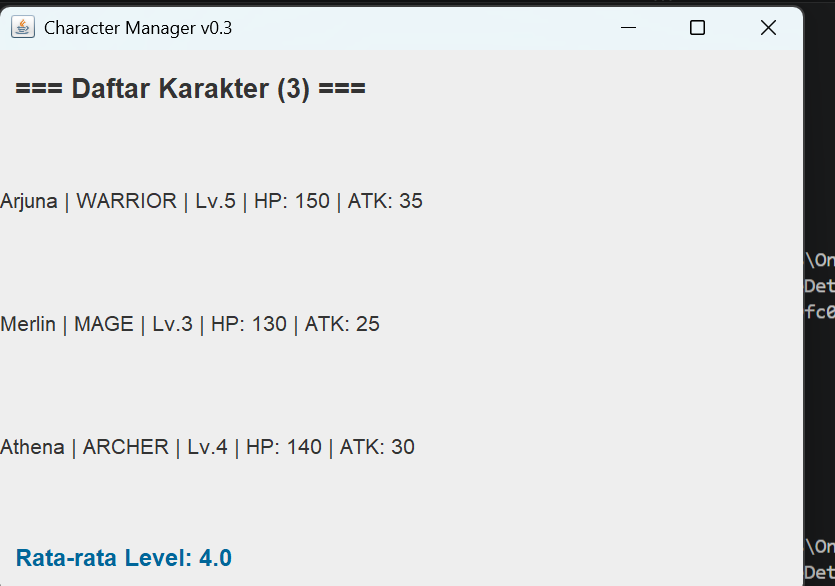 Character Manager v0.3
=== Daftar Karakter (3) ===
Arjuna | WARRIOR | Lv.5 | HP: 150 | ATK: 35
\On
Det
fc0
Merlin | MAGE | Lv.3 | HP: 130 | ATK: 25
Athena | ARCHER | Lv.4 | HP: 140 | ATK: 30
Rata-rata Level: 4.0
\On
Det